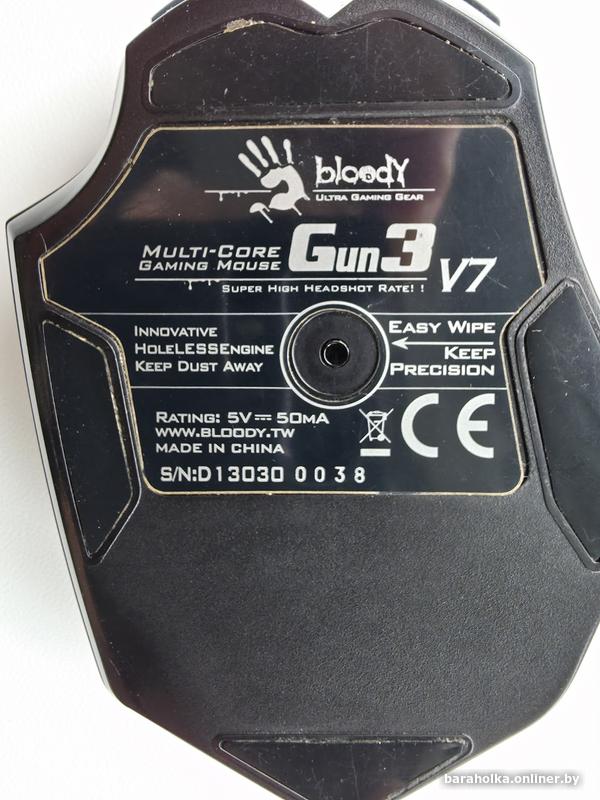 bloody
ULTRA GAMING GEAR
MULTI-CORE
GAMING MOUSE
Gun3
V7
SUPER HIGH HEADSHOT RATE!!
INNOVATIVE
HOLELESSENGINE
KEEP DUST AWAY
EASY WIPE
KEEP
PRECISION
RATING: 5V⎓50MA
WWW.BLOODY.TW
MADE IN CHINA
CE
S/N:D13030 0038
baraholka.onliner.by